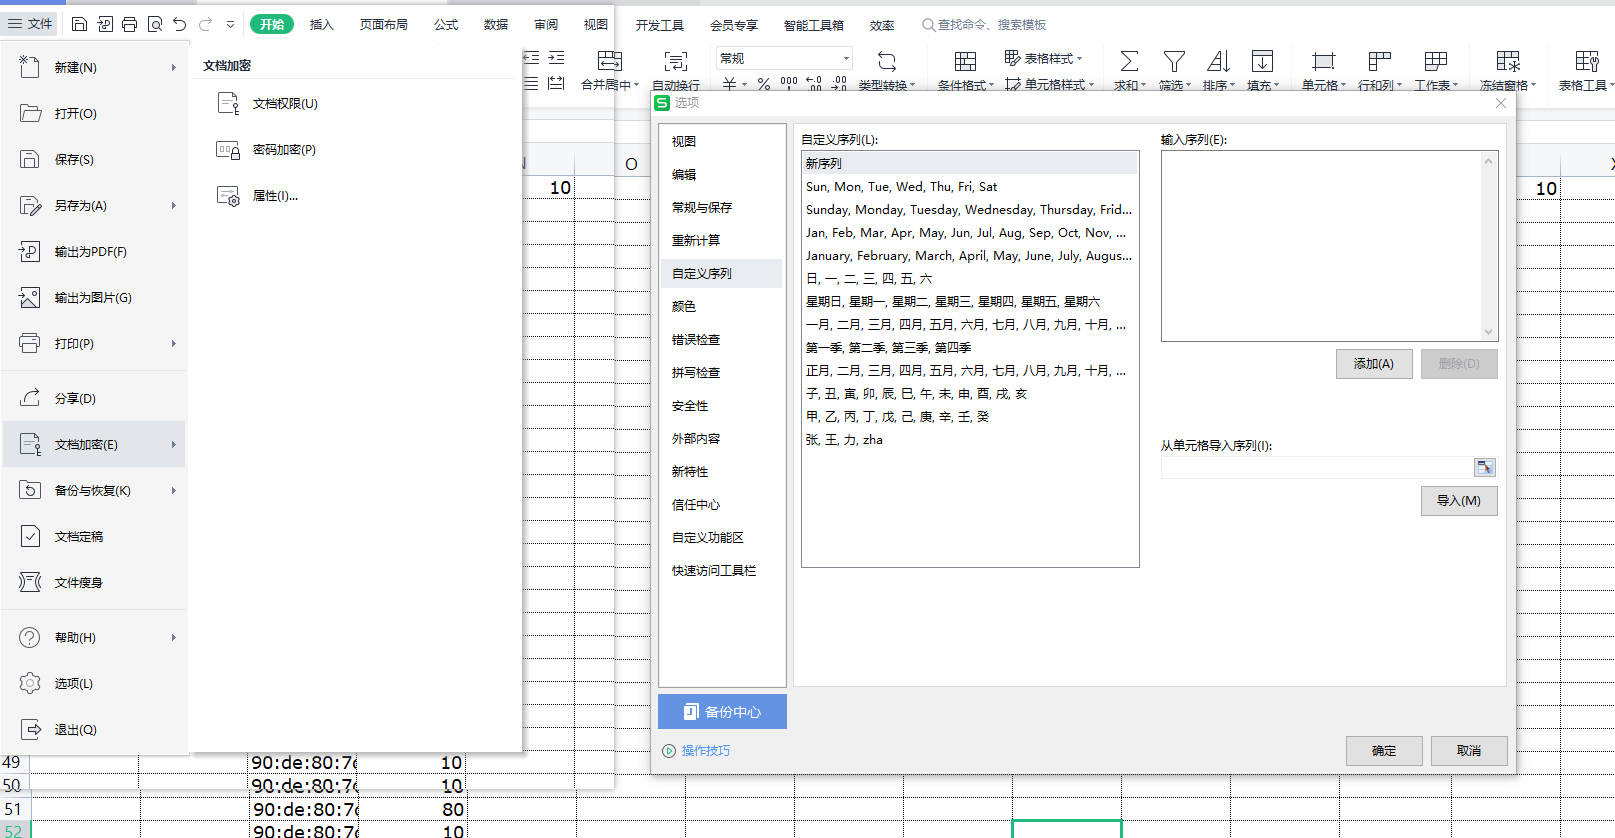 文件 开始 插入 页面布局 公式 数据 审阅 视图 开发工具 会员专享 智能工具箱 效率 查找命令、搜索模板
合并居中 自动换行 常规 类型转换 条件格式 表格样式 单元格样式 求和 筛选 排序 填充 单元格 行和列 工作表 冻结窗格 表格工具
新建(N)
打开(O)
保存(S)
另存为(A)
输出为PDF(F)
输出为图片(G)
打印(P)
分享(D)
文档加密(E)
备份与恢复(K)
文档定稿
文件瘦身
帮助(H)
选项(L)
退出(Q)
文档加密
文档权限(U)
密码加密(P)
属性(I)...
O
10
10
选项
视图
编辑
常规与保存
重新计算
自定义序列
颜色
错误检查
拼写检查
安全性
外部内容
新特性
信任中心
自定义功能区
快速访问工具栏
备份中心
操作技巧
自定义序列(L):
新序列
Sun, Mon, Tue, Wed, Thu, Fri, Sat
Sunday, Monday, Tuesday, Wednesday, Thursday, Frid...
Jan, Feb, Mar, Apr, May, Jun, Jul, Aug, Sep, Oct, Nov, ...
January, February, March, April, May, June, July, Augus...
日, 一, 二, 三, 四, 五, 六
星期日, 星期一, 星期二, 星期三, 星期四, 星期五, 星期六
一月, 二月, 三月, 四月, 五月, 六月, 七月, 八月, 九月, 十月, ...
第一季, 第二季, 第三季, 第四季
正月, 二月, 三月, 四月, 五月, 六月, 七月, 八月, 九月, 十月, ...
子, 丑, 寅, 卯, 辰, 巳, 午, 未, 申, 酉, 戌, 亥
甲, 乙, 丙, 丁, 戊, 己, 庚, 辛, 壬, 癸
张, 王, 力, zha
输入序列(E):
添加(A) 删除(D)
从单元格导入序列(I):
导入(M)
确定 取消
49 90:de:80:7 10
50 90:de:80:7 10
51 90:de:80:7 80
52 90:de:80:7 10